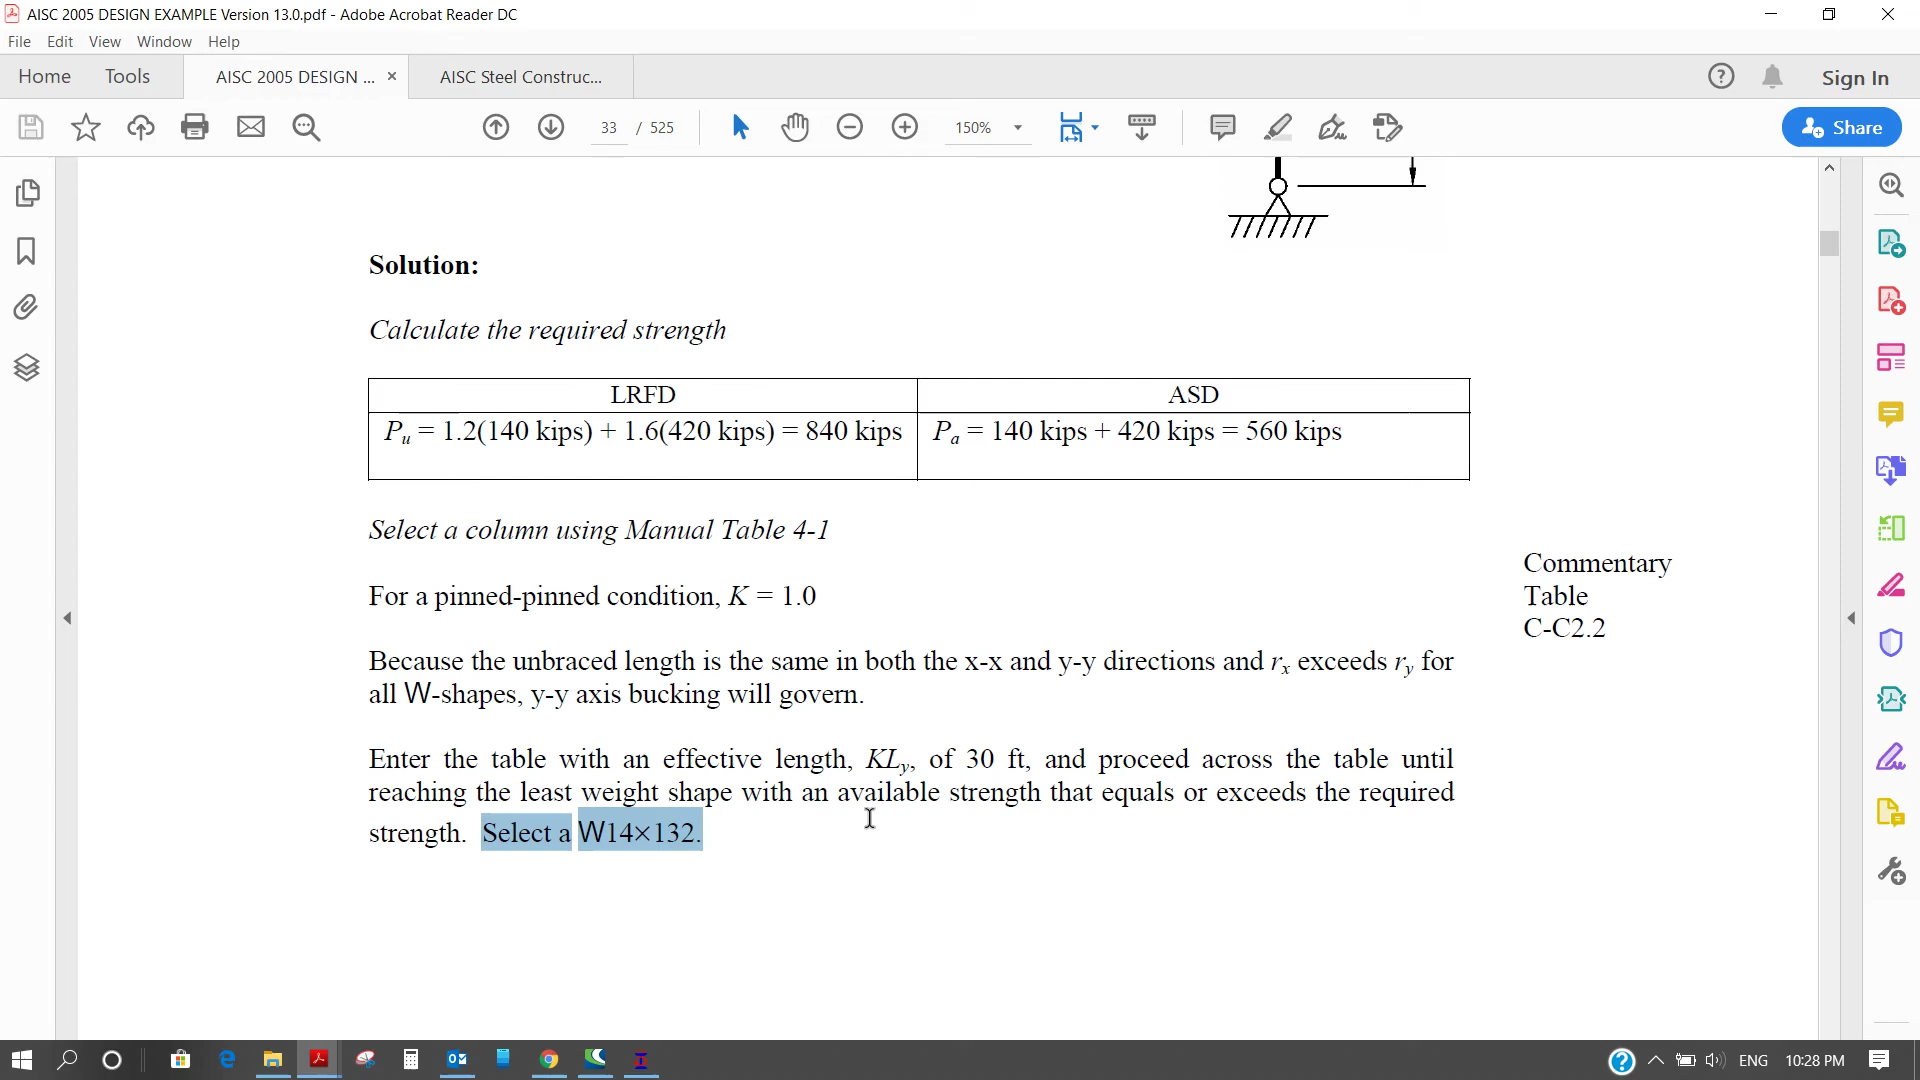 AISC 2005 DESIGN EXAMPLE Version 13.0.pdf - Adobe Acrobat Reader DC
File Edit View Window Help
Home Tools AISC 2005 DESIGN ... × AISC Steel Construc...
Sign In
33 / 525
150%
Share
Solution:
Calculate the required strength
LRFD ASD
Pu = 1.2(140 kips) + 1.6(420 kips) = 840 kips Pa = 140 kips + 420 kips = 560 kips
Select a column using Manual Table 4-1
Commentary
Table
C-C2.2
For a pinned-pinned condition, K = 1.0
Because the unbraced length is the same in both the x-x and y-y directions and rx exceeds ry for
all W-shapes, y-y axis bucking will govern.
Enter the table with an effective length, KLy, of 30 ft, and proceed across the table until
reaching the least weight shape with an available strength that equals or exceeds the required
strength. Select a W14×132.
ENG 10:28 PM